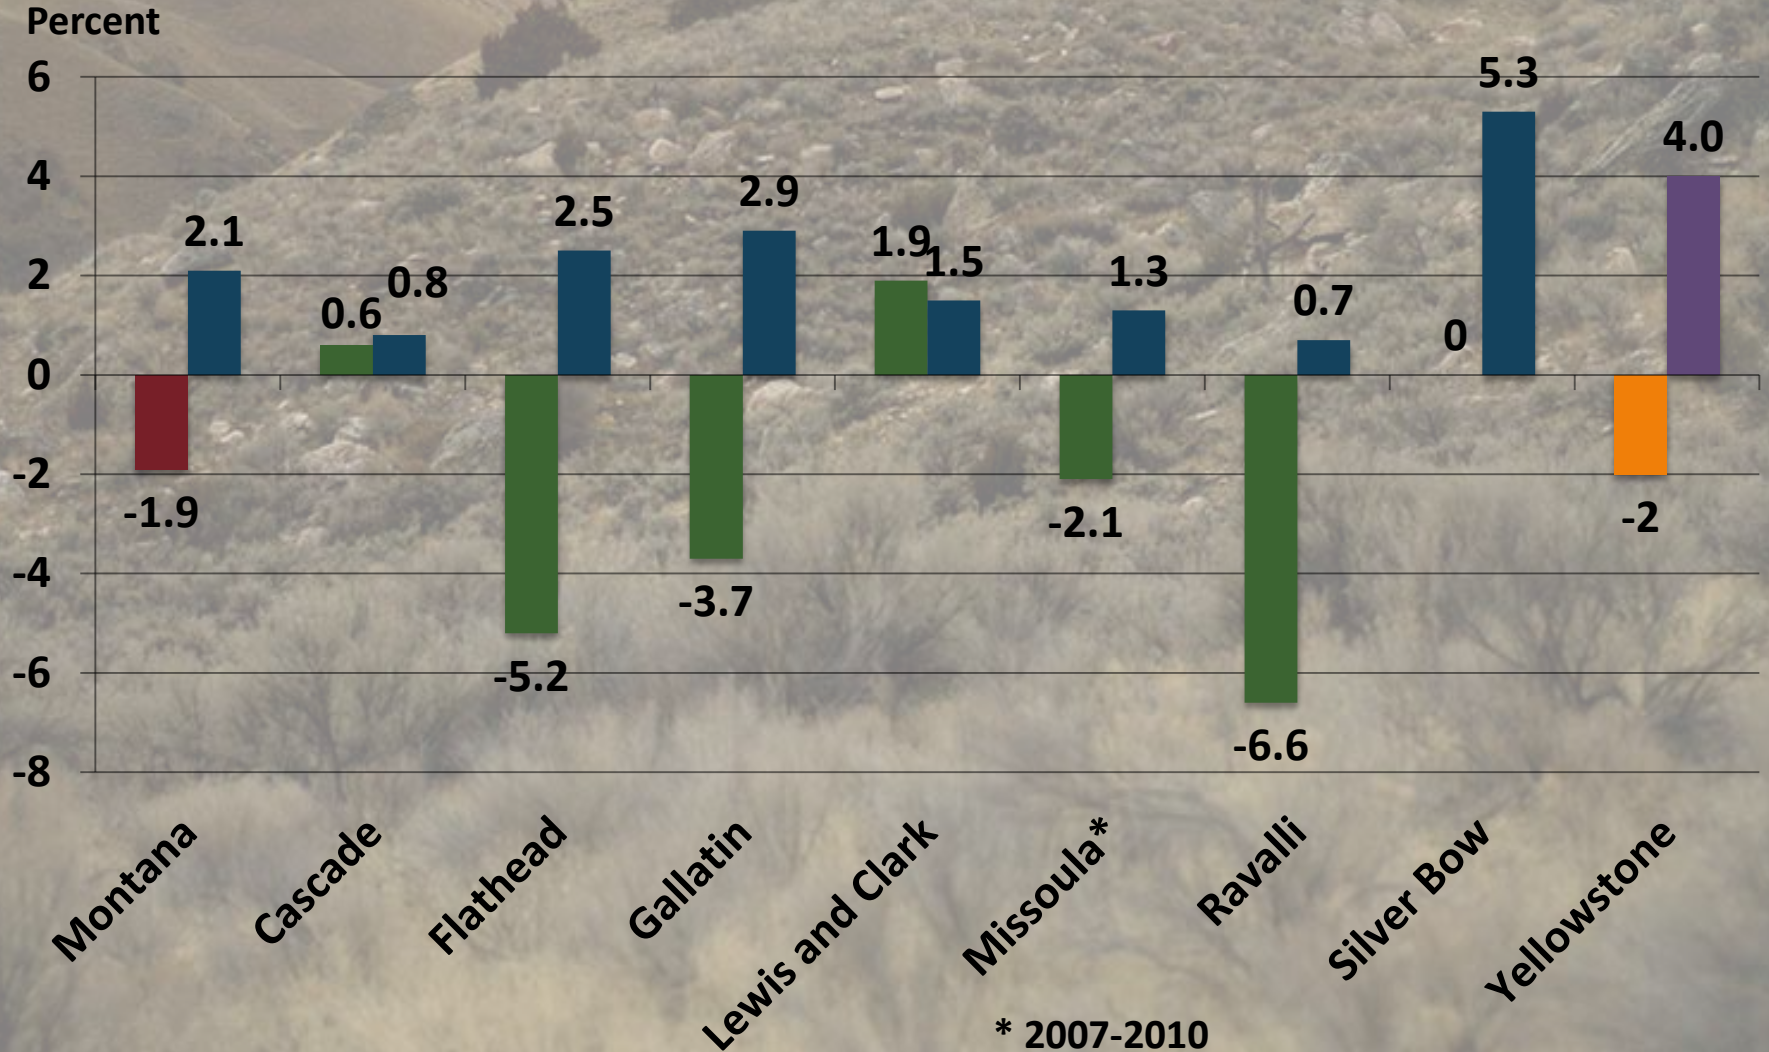 Percent
6
4
2
0
-2
-4
-6
-8
-1.9
2.1
0.6
0.8
-5.2
2.5
-3.7
2.9
1.9
1.5
-2.1
1.3
-6.6
0.7
0
5.3
-2
4.0
Montana
Cascade
Flathead
Gallatin
Lewis and Clark
Missoula*
Ravalli
Silver Bow
Yellowstone
* 2007-2010